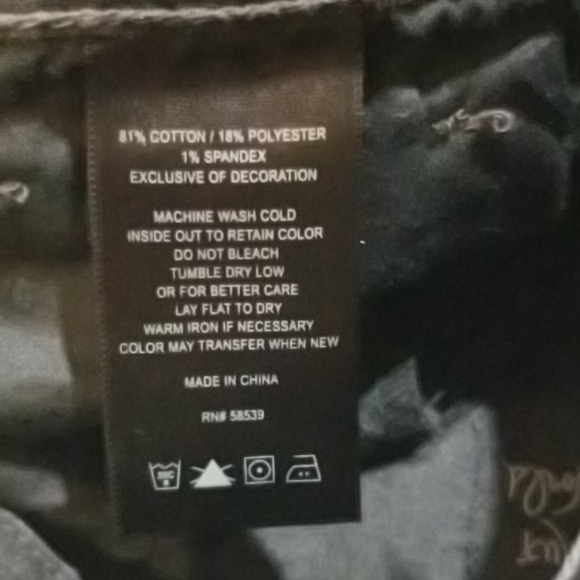 81% COTTON / 18% POLYESTER
1% SPANDEX
EXCLUSIVE OF DECORATION
MACHINE WASH COLD
INSIDE OUT TO RETAIN COLOR
DO NOT BLEACH
TUMBLE DRY LOW
OR FOR BETTER CARE
LAY FLAT TO DRY
WARM IRON IF NECESSARY
COLOR MAY TRANSFER WHEN NEW
MADE IN CHINA
RN# 58539